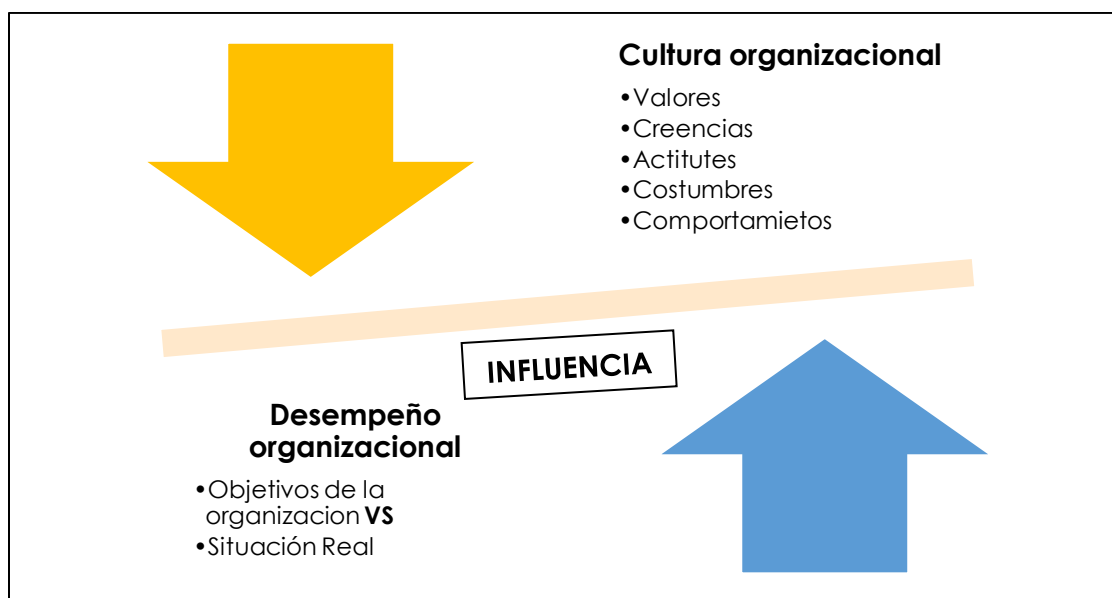 Cultura organizacional
•Valores
•Creencias
•Actitutes
•Costumbres
•Comportamietos
INFLUENCIA
Desempeño
organizacional
•Objetivos de la
organizacion VS
•Situación Real